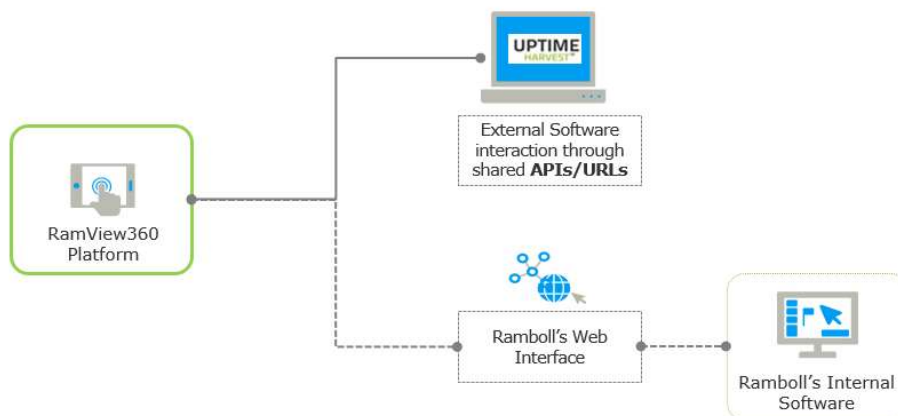 UPTIME
HARVEST+
External Software
interaction through
shared APIs/URLs
RamView360
Platform
Ramboll's Web
Interface
Ramboll's Internal
Software